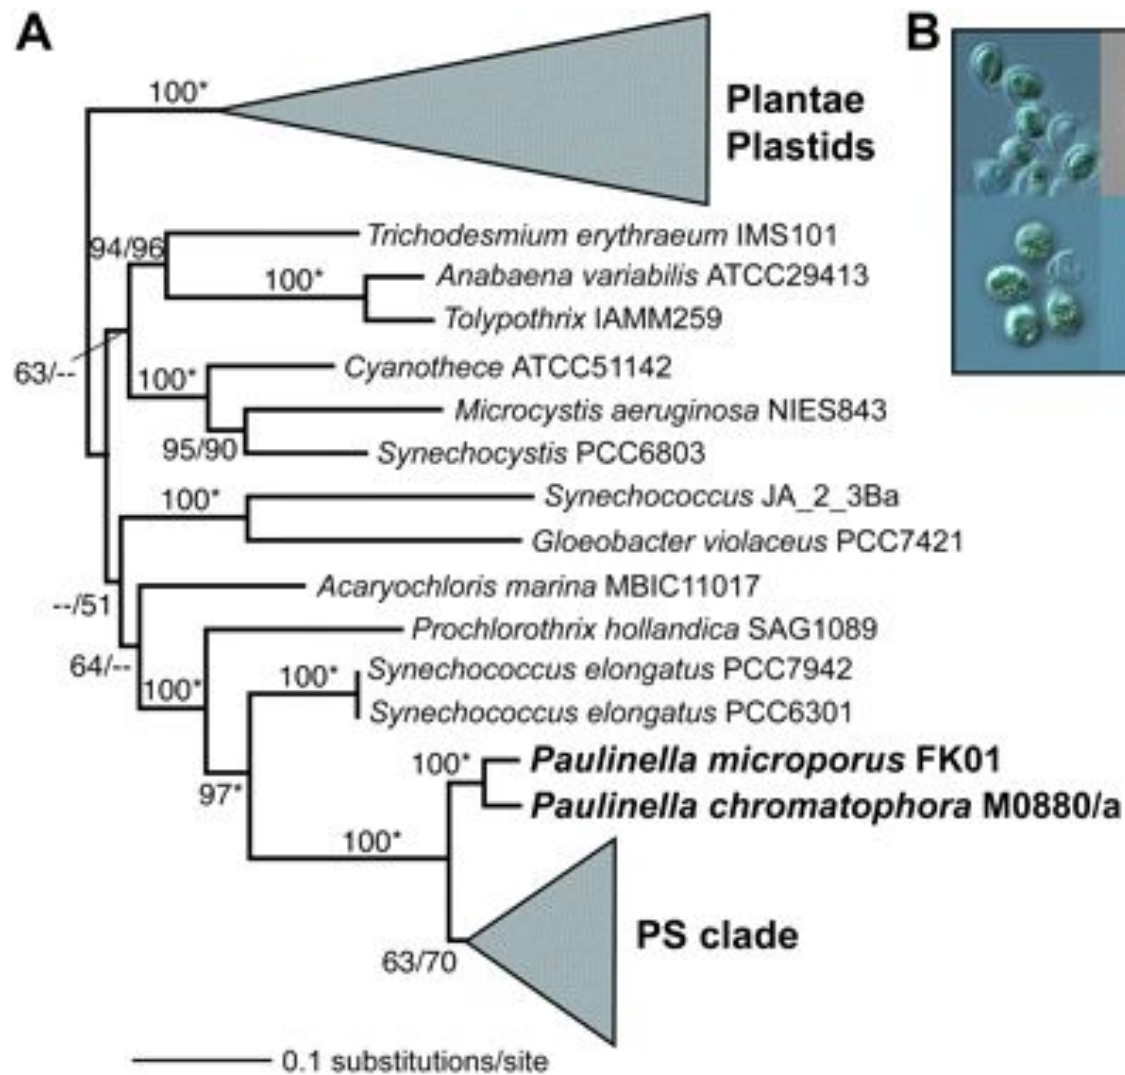 A
B
100*
Plantae
Plastids
94/96
Trichodesmium erythraeum IMS101
100*
Anabaena variabilis ATCC29413
Tolypothrix IAMM259
63/--
100*
Cyanothece ATCC51142
Microcystis aeruginosa NIES843
95/90
Synechocystis PCC6803
100*
Synechococcus JA_2_3Ba
Gloeobacter violaceus PCC7421
--/51
Acaryochloris marina MBIC11017
Prochlorothrix hollandica SAG1089
64/--
100*
100*
Synechococcus elongatus PCC7942
Synechococcus elongatus PCC6301
97*
100*
Paulinella microporus FK01
Paulinella chromatophora M0880/a
100*
PS clade
63/70
0.1 substitutions/site